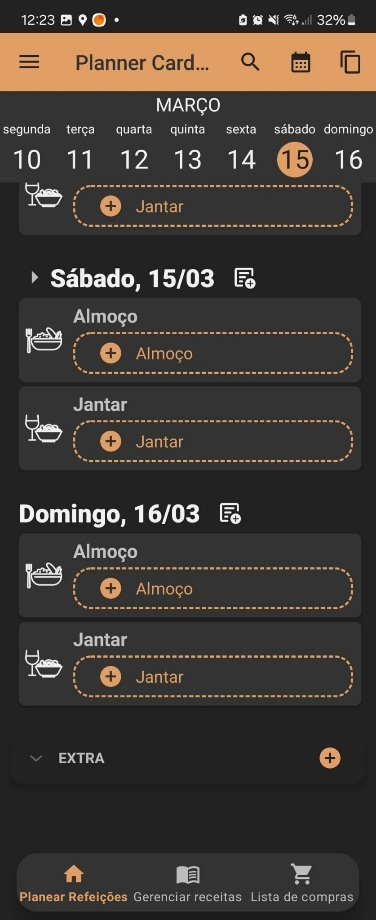 12:23 32%
Planner Card...
MARÇO
segunda terça quarta quinta sexta sábado domingo
10 11 12 13 14 15 16
Jantar
Sábado, 15/03
Almoço
Almoço
Jantar
Jantar
Domingo, 16/03
Almoço
Almoço
Jantar
Jantar
EXTRA
Planear Refeições Gerenciar receitas Lista de compras